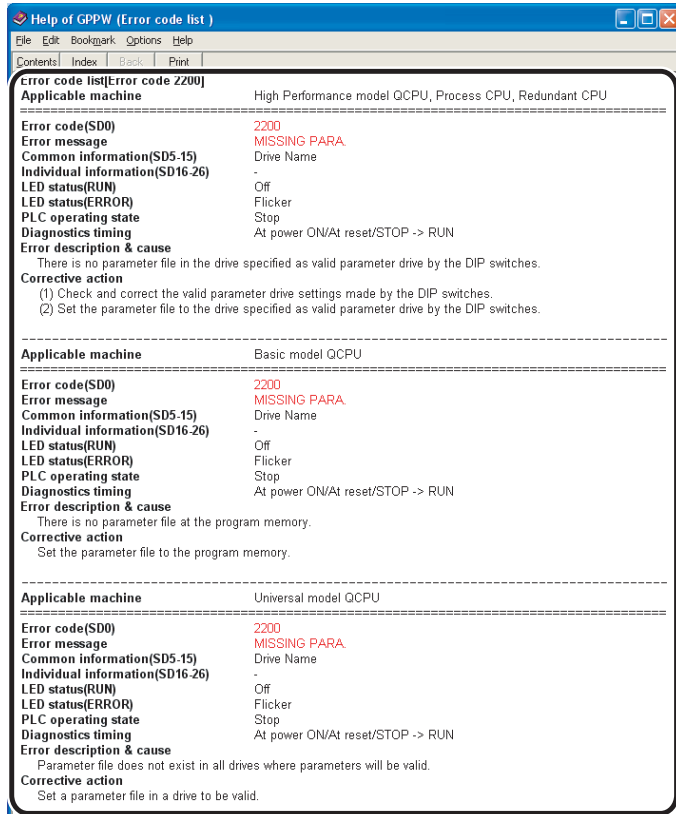 Help of GPPW (Error code list )
File Edit Bookmark Options Help
Contents Index Back Print
Error code list[Error code 2200]
Applicable machine High Performance model QCPU, Process CPU, Redundant CPU
Error code(SD0) 2200
Error message MISSING PARA.
Common information(SD5-15) Drive Name
Individual information(SD16-26) -
LED status(RUN) Off
LED status(ERROR) Flicker
PLC operating state Stop
Diagnostics timing At power ON/At reset/STOP -> RUN
Error description & cause
There is no parameter file in the drive specified as valid parameter drive by the DIP switches.
Corrective action
(1) Check and correct the valid parameter drive settings made by the DIP switches.
(2) Set the parameter file to the drive specified as valid parameter drive by the DIP switches.
Applicable machine Basic model QCPU
Error code(SD0) 2200
Error message MISSING PARA.
Common information(SD5-15) Drive Name
Individual information(SD16-26) -
LED status(RUN) Off
LED status(ERROR) Flicker
PLC operating state Stop
Diagnostics timing At power ON/At reset/STOP -> RUN
Error description & cause
There is no parameter file at the program memory.
Corrective action
Set the parameter file to the program memory.
Applicable machine Universal model QCPU
Error code(SD0) 2200
Error message MISSING PARA.
Common information(SD5-15) Drive Name
Individual information(SD16-26) -
LED status(RUN) Off
LED status(ERROR) Flicker
PLC operating state Stop
Diagnostics timing At power ON/At reset/STOP -> RUN
Error description & cause
Parameter file does not exist in all drives where parameters will be valid.
Corrective action
Set a parameter file in a drive to be valid.